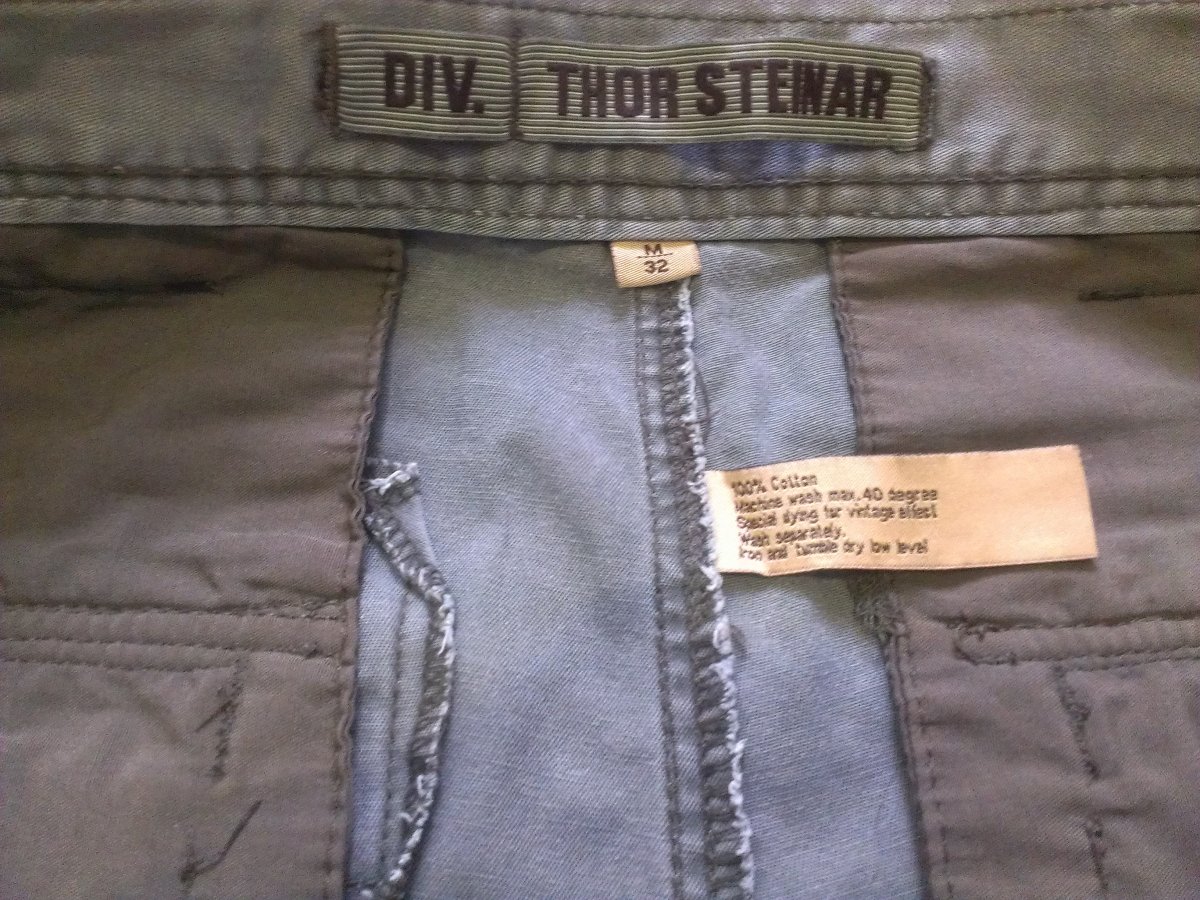 DIV. THOR STEINAR
M
32
100% Cotton
Machine wash max. 40 degree
Special dying for vintage effect
Wash separately.
Iron and tumble dry low level